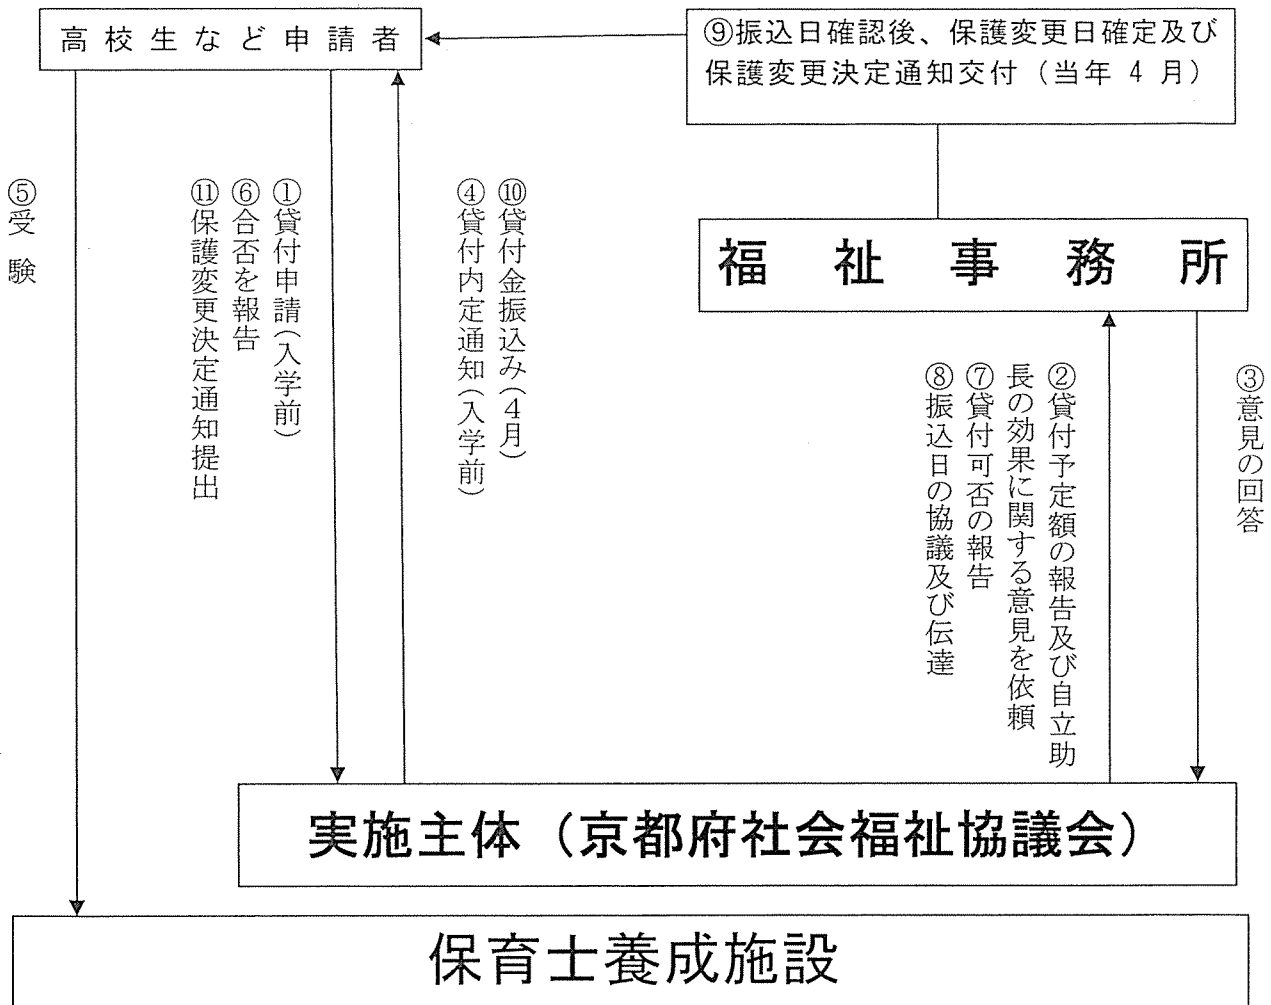 高校生など申請者
⑨振込日確認後、保護変更日確定及び
保護変更決定通知交付（当年 4 月）
⑤受験
①貸付申請(入学前)
⑥合否を報告
⑪保護変更決定通知提出
⑩貸付金振込み(4月)
④貸付内定通知(入学前)
福祉事務所
②貸付予定額の報告及び自立助
長の効果に関する意見を依頼
⑦貸付可否の報告
⑧振込日の協議及び伝達
③意見の回答
実施主体（京都府社会福祉協議会）
保育士養成施設